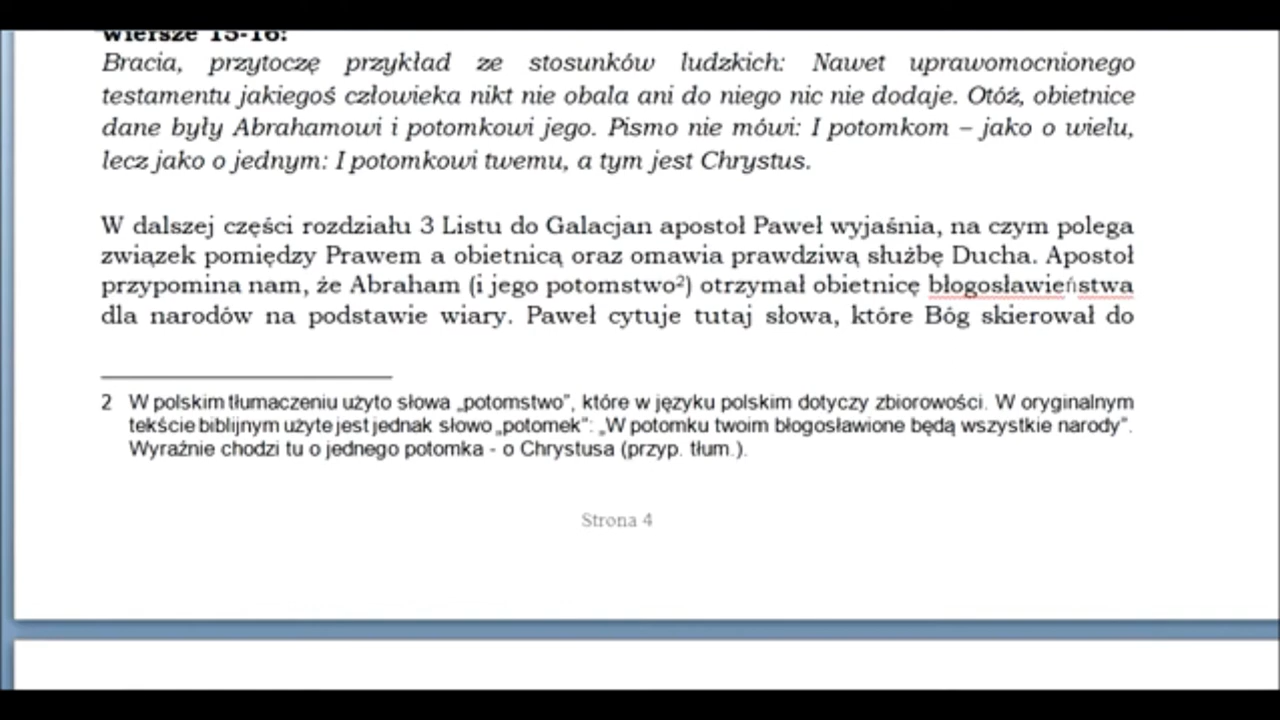 wiersze 15-16:
Bracia, przytoczę przykład ze stosunków ludzkich: Nawet uprawomocnionego
testamentu jakiegoś człowieka nikt nie obala ani do niego nic nie dodaje. Otóż, obietnice
dane były Abrahamowi i potomkowi jego. Pismo nie mówi: I potomkom – jako o wielu,
lecz jako o jednym: I potomkowi twemu, a tym jest Chrystus.
W dalszej części rozdziału 3 Listu do Galacjan apostoł Paweł wyjaśnia, na czym polega
związek pomiędzy Prawem a obietnicą oraz omawia prawdziwą służbę Ducha. Apostoł
przypomina nam, że Abraham (i jego potomstwo²) otrzymał obietnicę błogosławieństwa
dla narodów na podstawie wiary. Paweł cytuje tutaj słowa, które Bóg skierował do
2 W polskim tłumaczeniu użyto słowa „potomstwo”, które w języku polskim dotyczy zbiorowości. W oryginalnym
tekście biblijnym użyte jest jednak słowo „potomek”: „W potomku twoim błogosławione będą wszystkie narody”.
Wyraźnie chodzi tu o jednego potomka - o Chrystusa (przyp. tłum.).
Strona 4